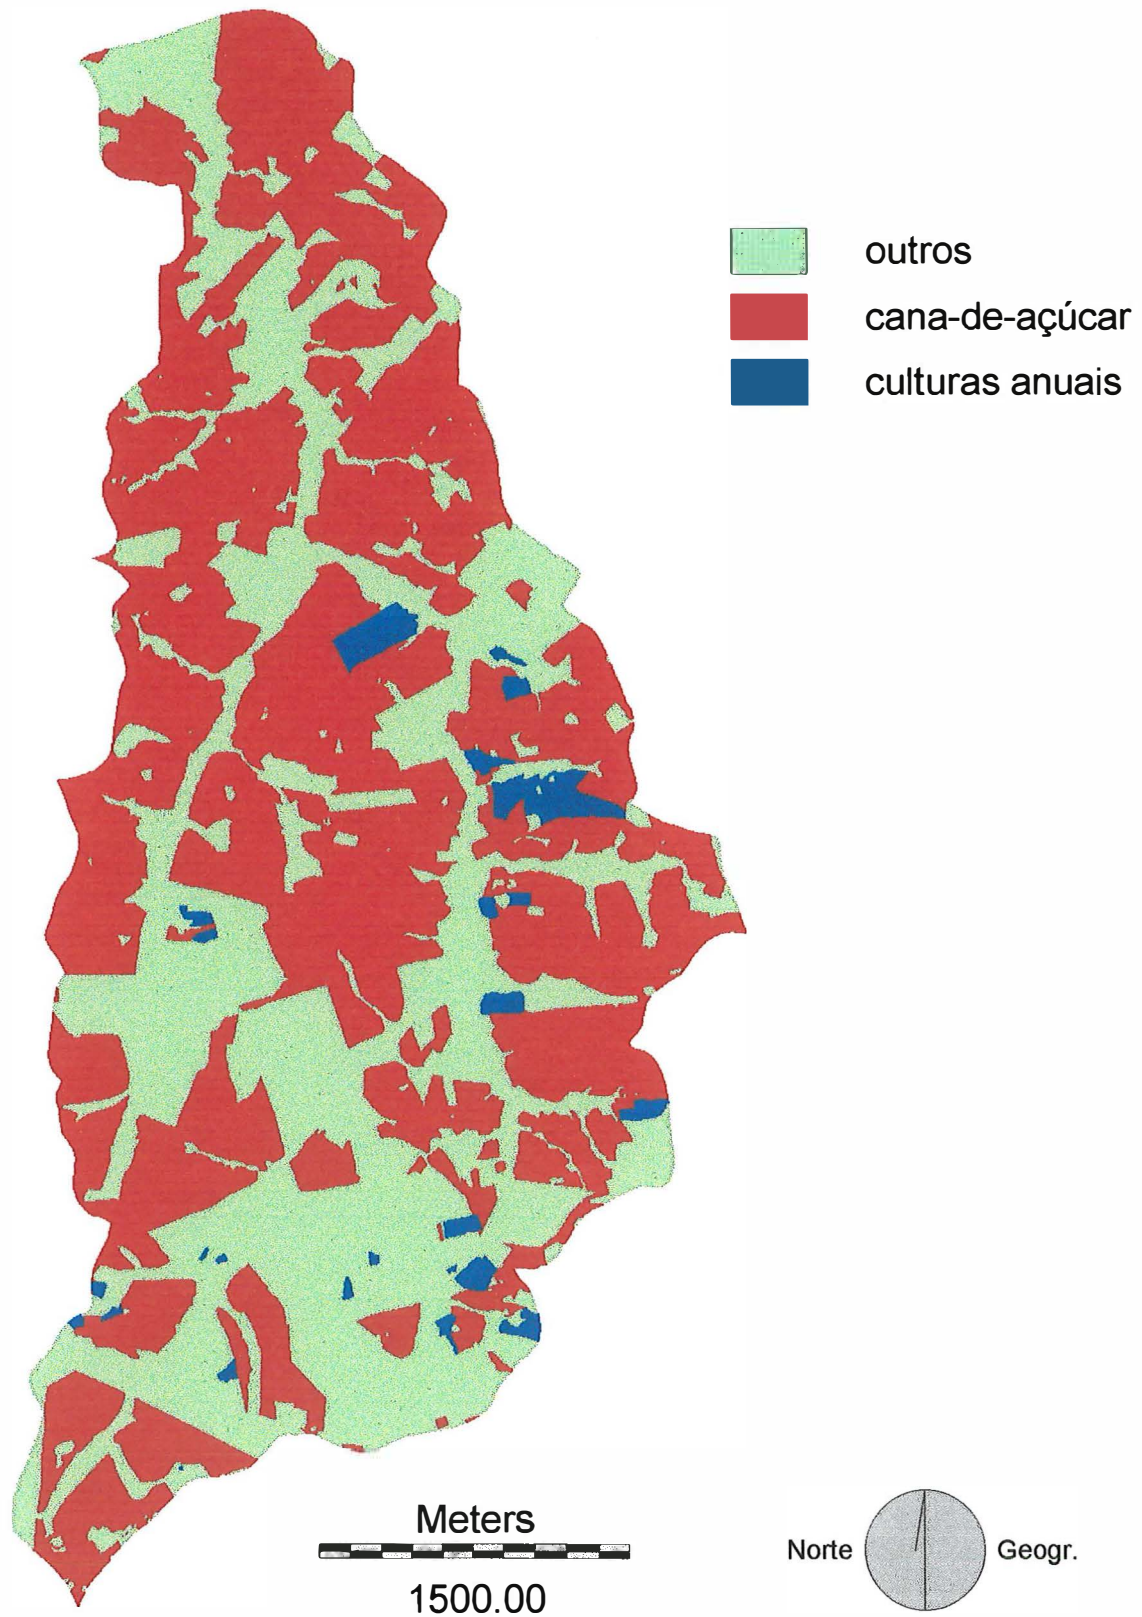 outros
cana-de-açúcar
culturas anuais
Meters
1500.00
Norte Geogr.